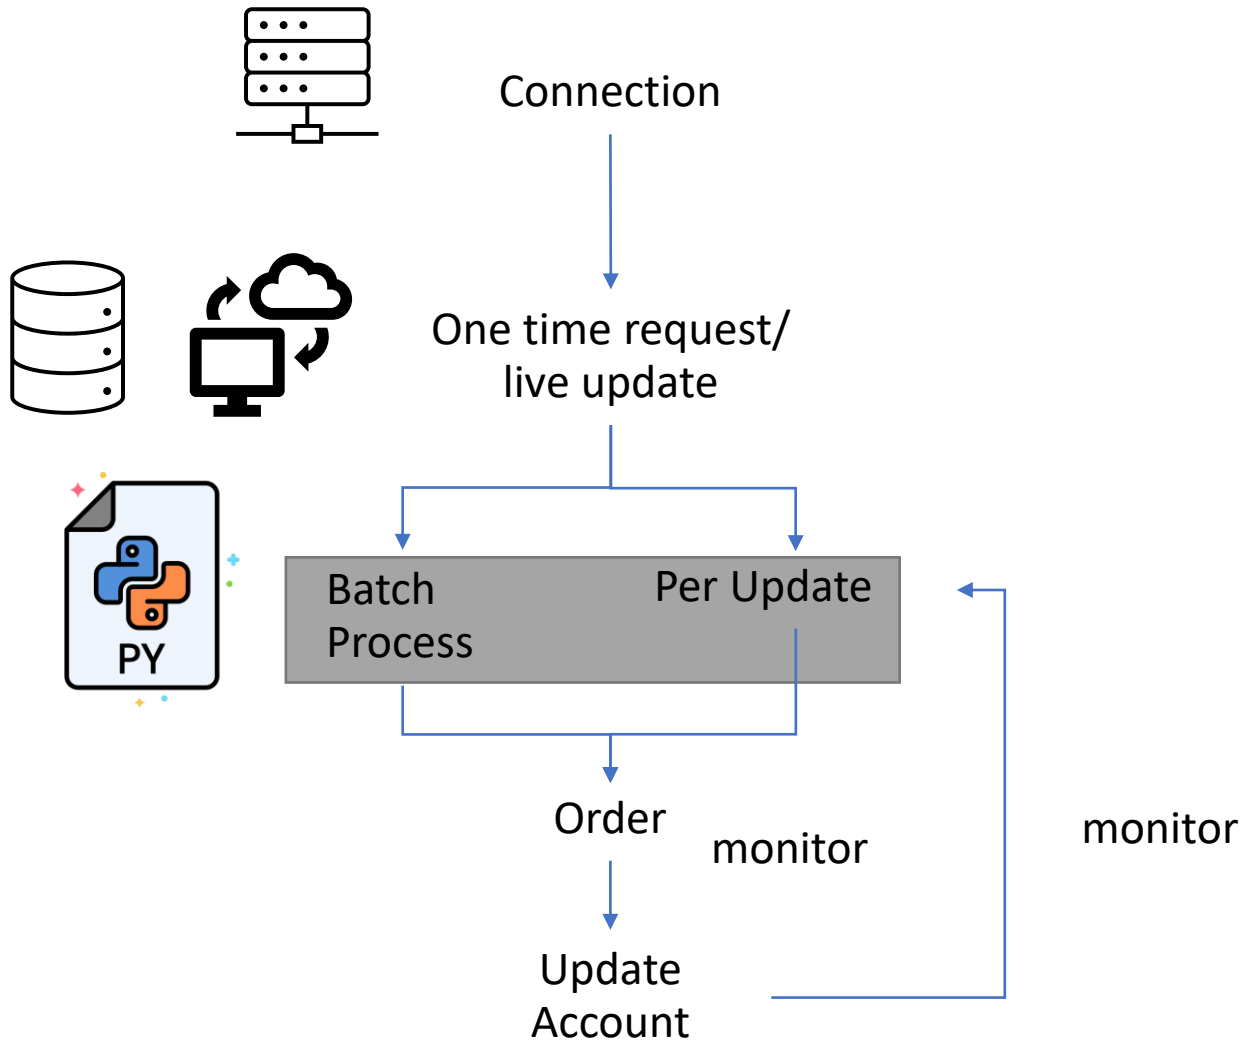 Connection
One time request/
live update
Batch
Process
Per Update
PY
Order
monitor
monitor
Update
Account